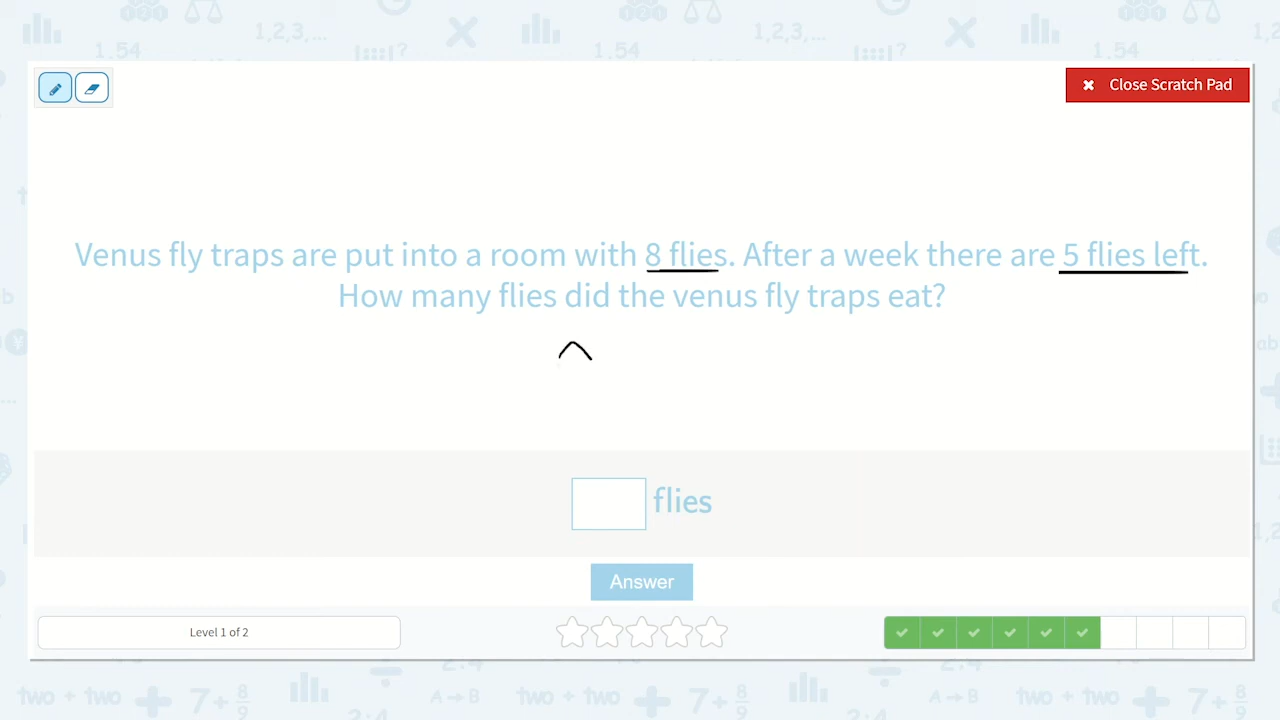 Close Scratch Pad
Venus fly traps are put into a room with 8 flies. After a week there are 5 flies left.
How many flies did the venus fly traps eat?
flies
Answer
Level 1 of 2